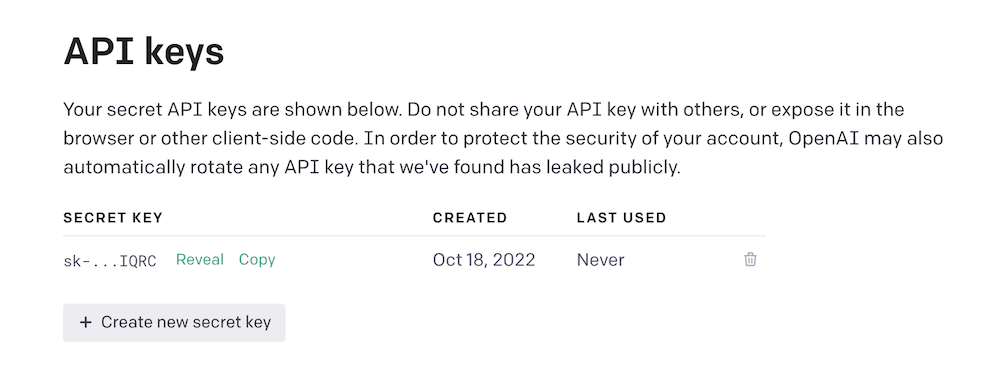 API keys
Your secret API keys are shown below. Do not share your API key with others, or expose it in the
browser or other client-side code. In order to protect the security of your account, OpenAI may also
automatically rotate any API key that we've found has leaked publicly.
SECRET KEY CREATED LAST USED
sk-...IQRC Reveal Copy Oct 18, 2022 Never
+ Create new secret key